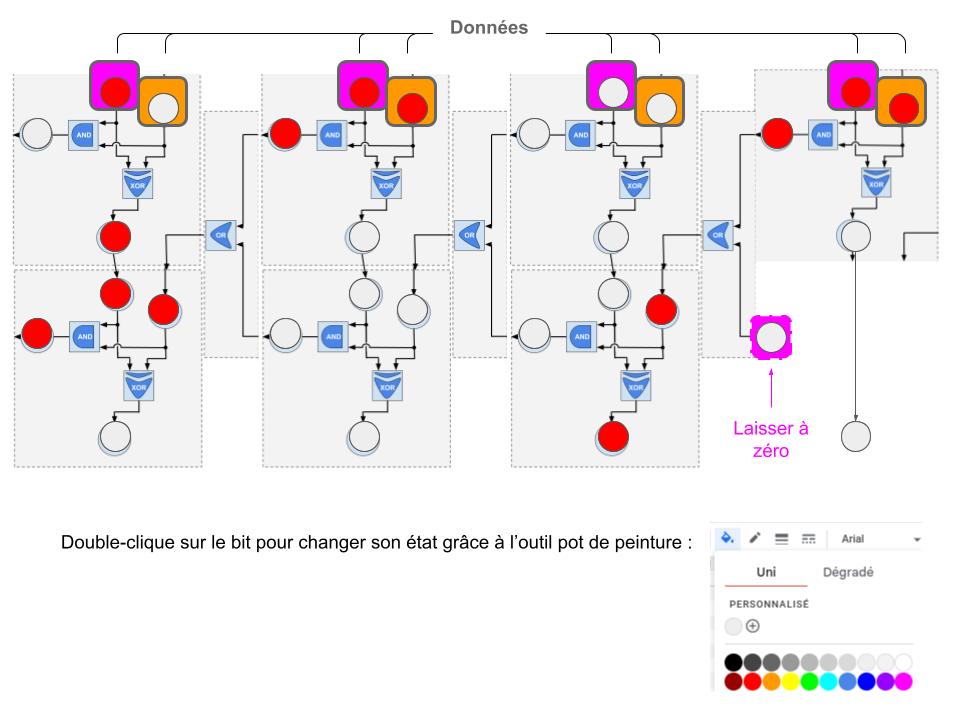 Données
AND
AND
AND
AND
XOR
XOR
XOR
XOR
OR
OR
OR
AND
AND
AND
XOR
XOR
XOR
Laisser à
zéro
Double-clique sur le bit pour changer son état grâce à l'outil pot de peinture :
Arial
Uni
Dégradé
PERSONNALISÉ